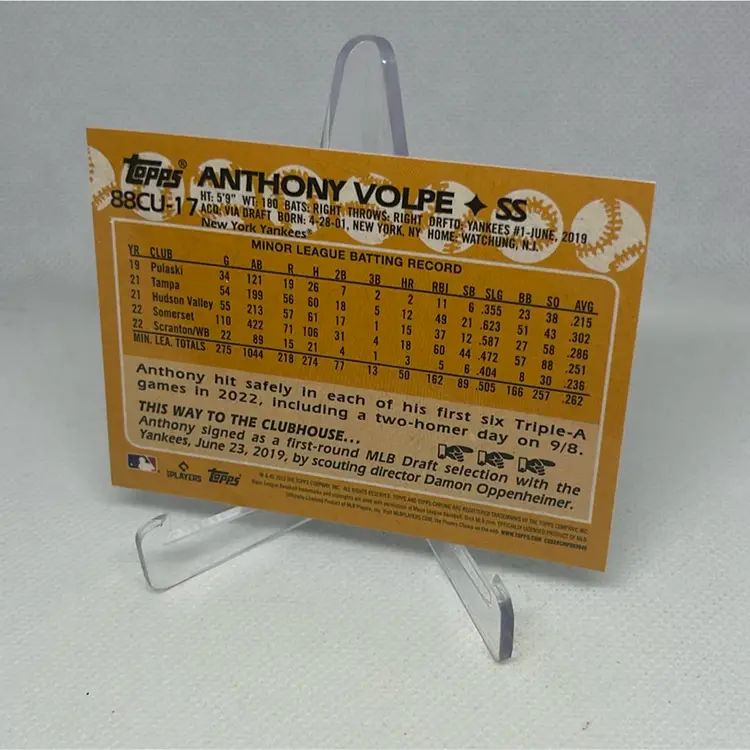 TOPPS®
88CU-17
ANTHONY VOLPE ✦ SS
HT: 5'9" WT: 180 BATS: RIGHT THROWS: RIGHT DRFTD: YANKEES #1-JUNE, 2019
ACQ: VIA DRAFT BORN: 4-28-01, NEW YORK, NY HOME: WATCHUNG, N.J.
New York Yankees®
MINOR LEAGUE BATTING RECORD
YR CLUB G AB R H 2B 3B HR RBI SB SLG BB SO AVG
19 Pulaski 34 121 19 26 7 2 2 11 6 .355 23 38 .215
21 Tampa 54 199 56 60 18 5 12 49 21 .623 51 43 .302
21 Hudson Valley 55 213 57 61 17 1 15 37 12 .587 27 58 .286
22 Somerset 110 422 71 106 31 4 18 60 44 .472 57 88 .251
22 Scranton/WB 22 89 15 21 4 1 3 5 6 .404 8 30 .236
MIN. LEA. TOTALS 275 1044 218 274 77 13 50 162 89 .505 166 257 .262
Anthony hit safely in each of his first six Triple-A
games in 2022, including a two-homer day on 9/8.
THIS WAY TO THE CLUBHOUSE...
Anthony signed as a first-round MLB Draft selection with the
Yankees, June 23, 2019, by scouting director Damon Oppenheimer.
PLAYERS TOPPS